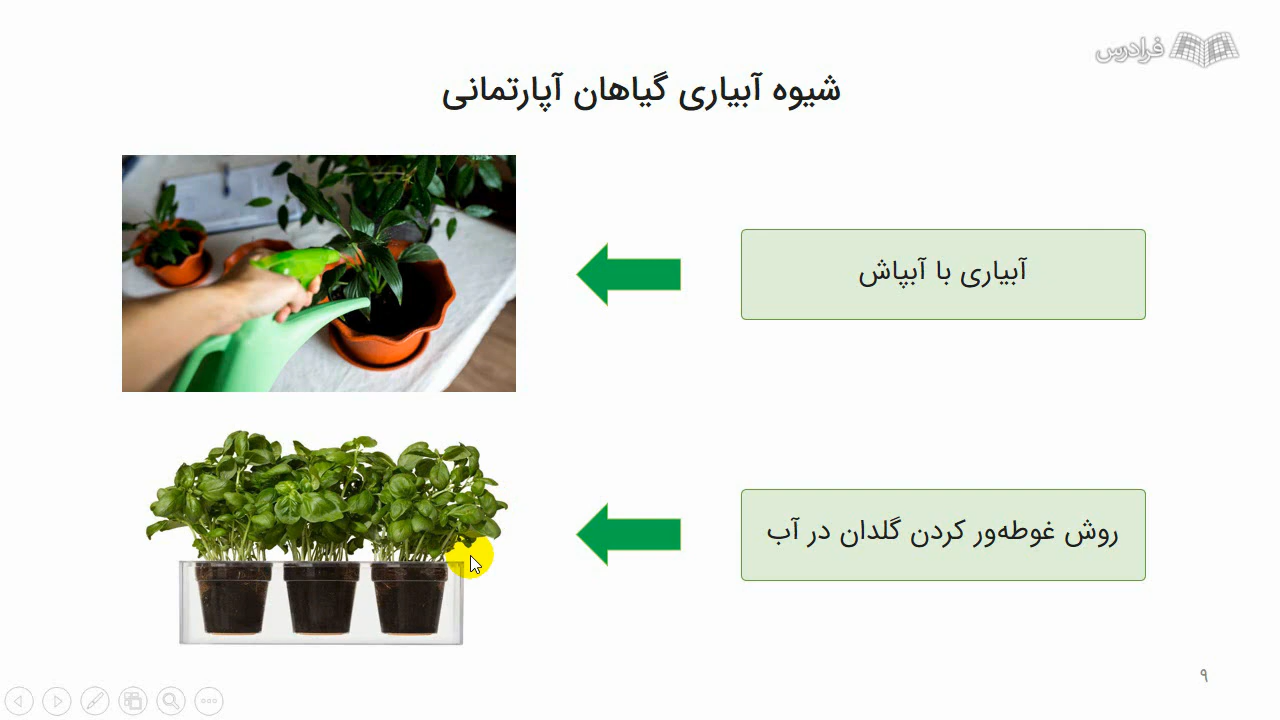 فرادرس
شیوه آبیاری گیاهان آپارتمانی
آبیاری با آبپاش
روش غوطه‌ور کردن گلدان در آب
۹